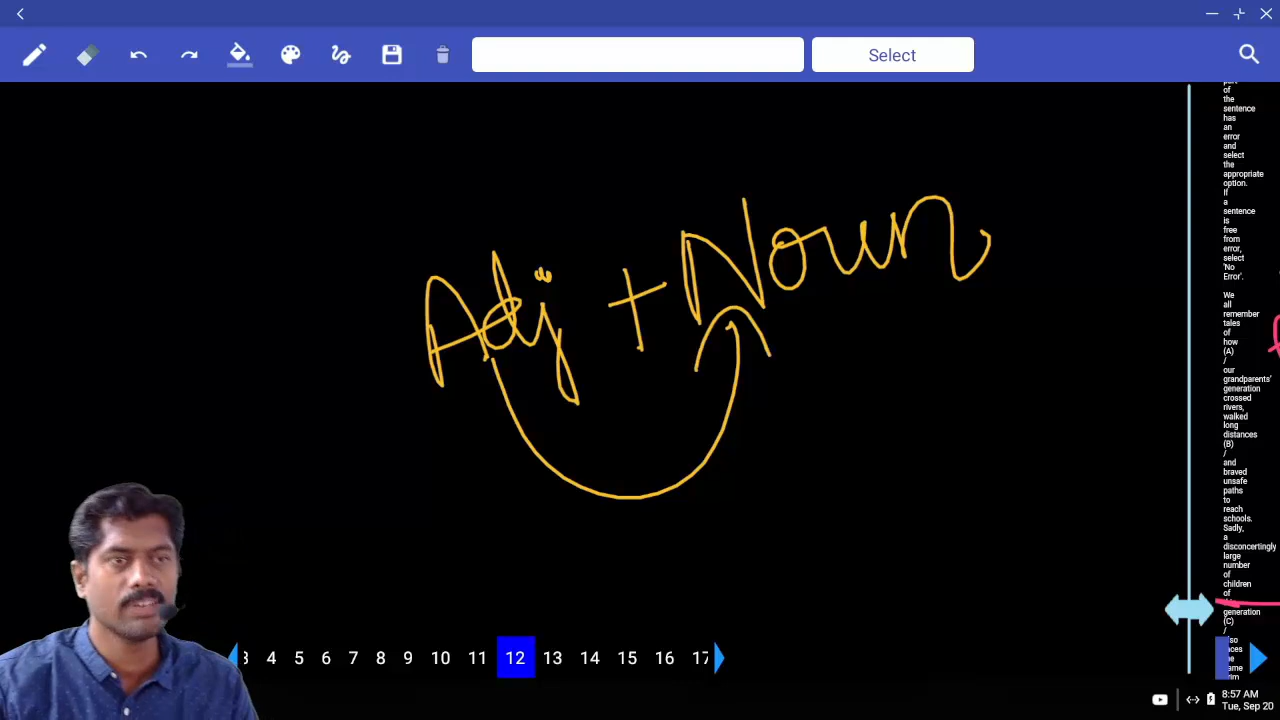 Select
Adj + Noun
part
of
the
sentence
has
an
error
and
select
the
appropriate
option.
If
a
sentence
is
free
from
error,
select
'No
Error'.
We
all
remember
tales
of
how
(A)
/
our
grandparents'
generation
crossed
rivers,
walked
long
distances
(B)
/
and
braved
unsafe
paths
to
reach
schools.
Sadly,
a
disconcertingly
large
number
of
children
of
generation
(C)
/
3 4 5 6 7 8 9 10 11 12 13 14 15 16 17
8:57 AM
Tue, Sep 20